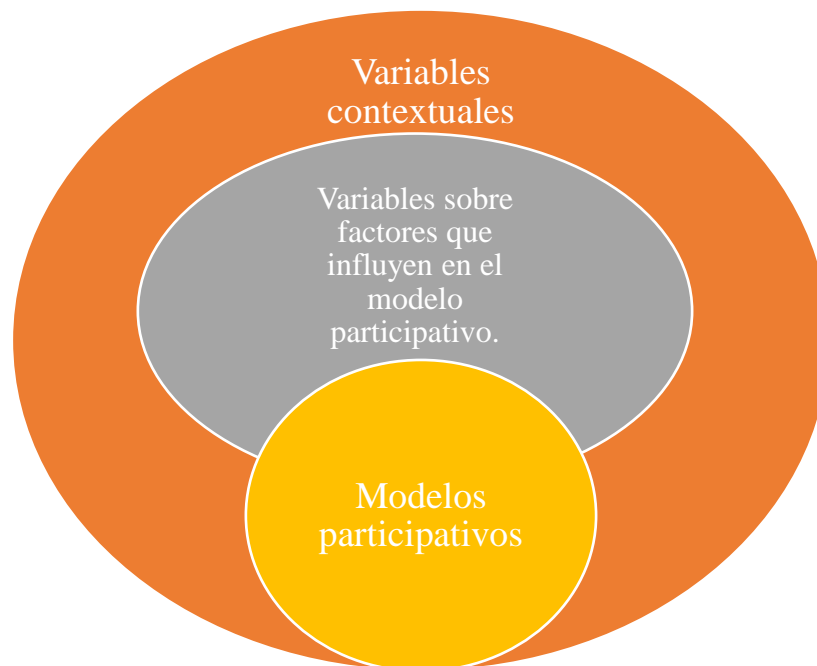 Variables
contextuales
Variables sobre
factores que
influyen en el
modelo
participativo.
Modelos
participativos